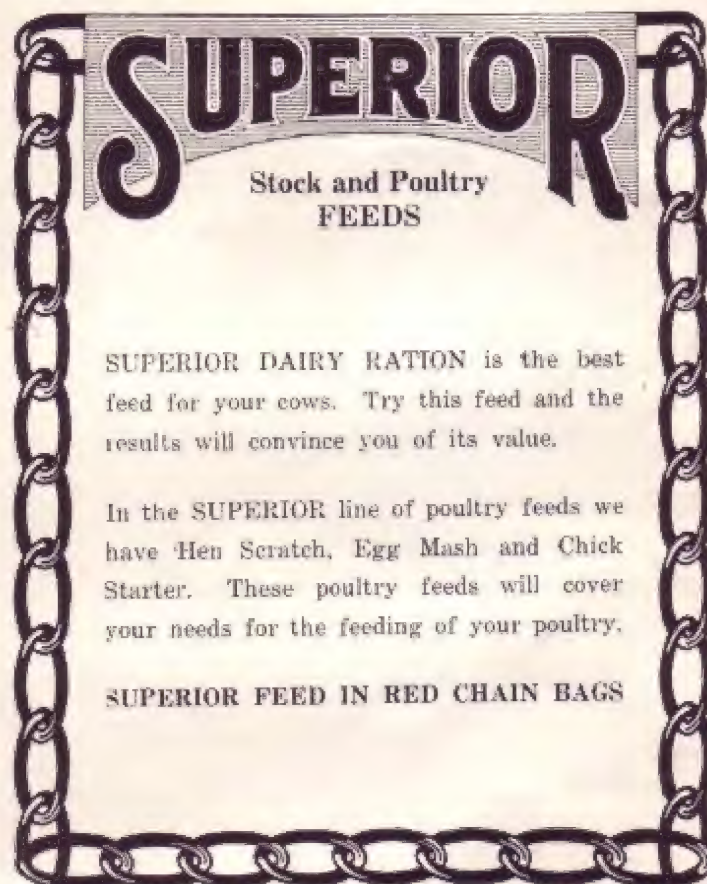 SUPERIOR
Stock and Poultry
FEEDS
SUPERIOR DAIRY RATION is the best
feed for your cows. Try this feed and the
results will convince you of its value.
In the SUPERIOR line of poultry feeds we
have Hen Scratch, Egg Mash and Chick
Starter. These poultry feeds will cover
your needs for the feeding of your poultry.
SUPERIOR FEED IN RED CHAIN BAGS